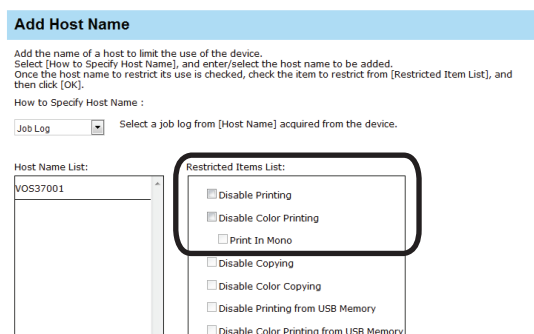 Add Host Name
Add the name of a host to limit the use of the device.
Select [How to Specify Host Name], and enter/select the host name to be added.
Once the host name to restrict its use is checked, check the item to restrict from [Restricted Item List], and
then click [OK].
How to Specify Host Name :
Job Log
Select a job log from [Host Name] acquired from the device.
Host Name List:
Restricted Items List:
VOS37001
Disable Printing
Disable Color Printing
Print In Mono
Disable Copying
Disable Color Copying
Disable Printing from USB Memory
Disable Color Printing from USB Memory